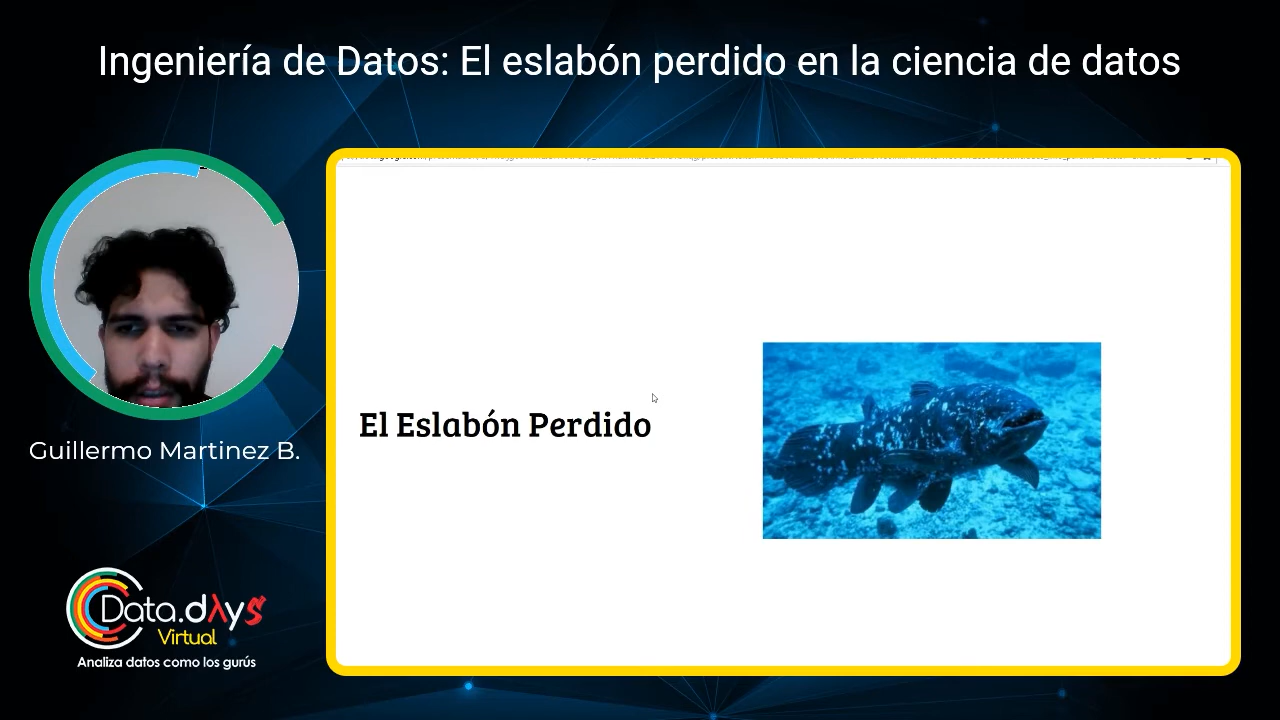 Ingeniería de Datos: El eslabón perdido en la ciencia de datos
Guillermo Martinez B.
El Eslabón Perdido
Data.dλys
Virtual
Analiza datos como los gurús